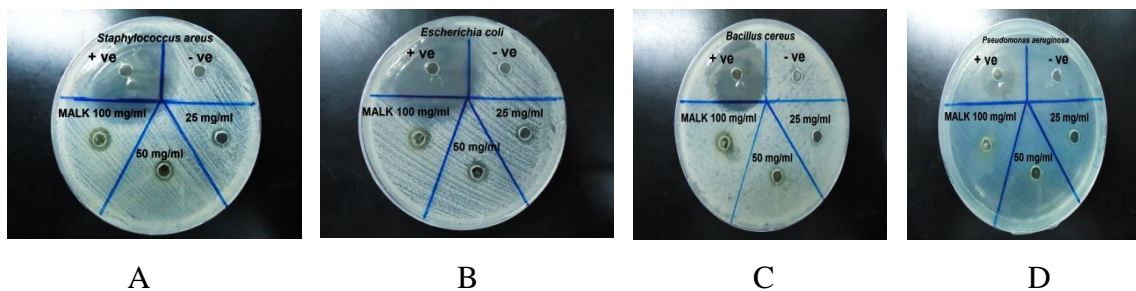 Staphylococcus areus
+ ve
- ve
MALK 100 mg/ml
25 mg/ml
50 mg/ml
Escherichia coli
+ ve
- ve
MALK 100 mg/ml
25 mg/ml
50 mg/ml
Bacillus cereus
+ ve
- ve
MALK 100 mg/ml
25 mg/ml
50 mg/ml
Pseudomonas aeruginosa
+ ve
- ve
MALK 100 mg/ml
25 mg/ml
50 mg/ml
A B C D